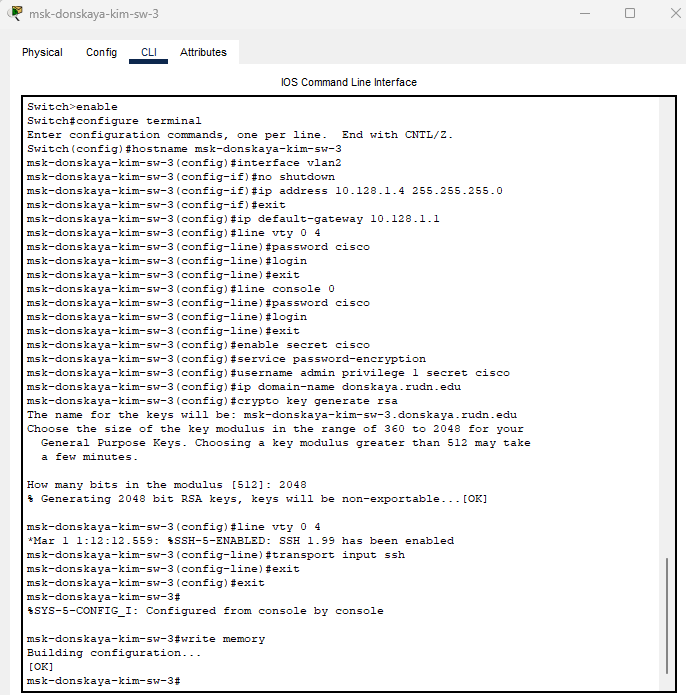 msk-donskaya-kim-sw-3
Physical Config CLI Attributes
IOS Command Line Interface
Switch>enable
Switch#configure terminal
Enter configuration commands, one per line.  End with CNTL/Z.
Switch(config)#hostname msk-donskaya-kim-sw-3
msk-donskaya-kim-sw-3(config)#interface vlan2
msk-donskaya-kim-sw-3(config-if)#no shutdown
msk-donskaya-kim-sw-3(config-if)#ip address 10.128.1.4 255.255.255.0
msk-donskaya-kim-sw-3(config-if)#exit
msk-donskaya-kim-sw-3(config)#ip default-gateway 10.128.1.1
msk-donskaya-kim-sw-3(config)#line vty 0 4
msk-donskaya-kim-sw-3(config-line)#password cisco
msk-donskaya-kim-sw-3(config-line)#login
msk-donskaya-kim-sw-3(config-line)#exit
msk-donskaya-kim-sw-3(config)#line console 0
msk-donskaya-kim-sw-3(config-line)#password cisco
msk-donskaya-kim-sw-3(config-line)#login
msk-donskaya-kim-sw-3(config-line)#exit
msk-donskaya-kim-sw-3(config)#enable secret cisco
msk-donskaya-kim-sw-3(config)#service password-encryption
msk-donskaya-kim-sw-3(config)#username admin privilege 1 secret cisco
msk-donskaya-kim-sw-3(config)#ip domain-name donskaya.rudn.edu
msk-donskaya-kim-sw-3(config)#crypto key generate rsa
The name for the keys will be: msk-donskaya-kim-sw-3.donskaya.rudn.edu
Choose the size of the key modulus in the range of 360 to 2048 for your
  General Purpose Keys. Choosing a key modulus greater than 512 may take
  a few minutes.
How many bits in the modulus [512]: 2048
% Generating 2048 bit RSA keys, keys will be non-exportable...[OK]
msk-donskaya-kim-sw-3(config)#line vty 0 4
*Mar 1 1:12:12.559: %SSH-5-ENABLED: SSH 1.99 has been enabled
msk-donskaya-kim-sw-3(config-line)#transport input ssh
msk-donskaya-kim-sw-3(config-line)#exit
msk-donskaya-kim-sw-3(config)#exit
msk-donskaya-kim-sw-3#
%SYS-5-CONFIG_I: Configured from console by console
msk-donskaya-kim-sw-3#write memory
Building configuration...
[OK]
msk-donskaya-kim-sw-3#